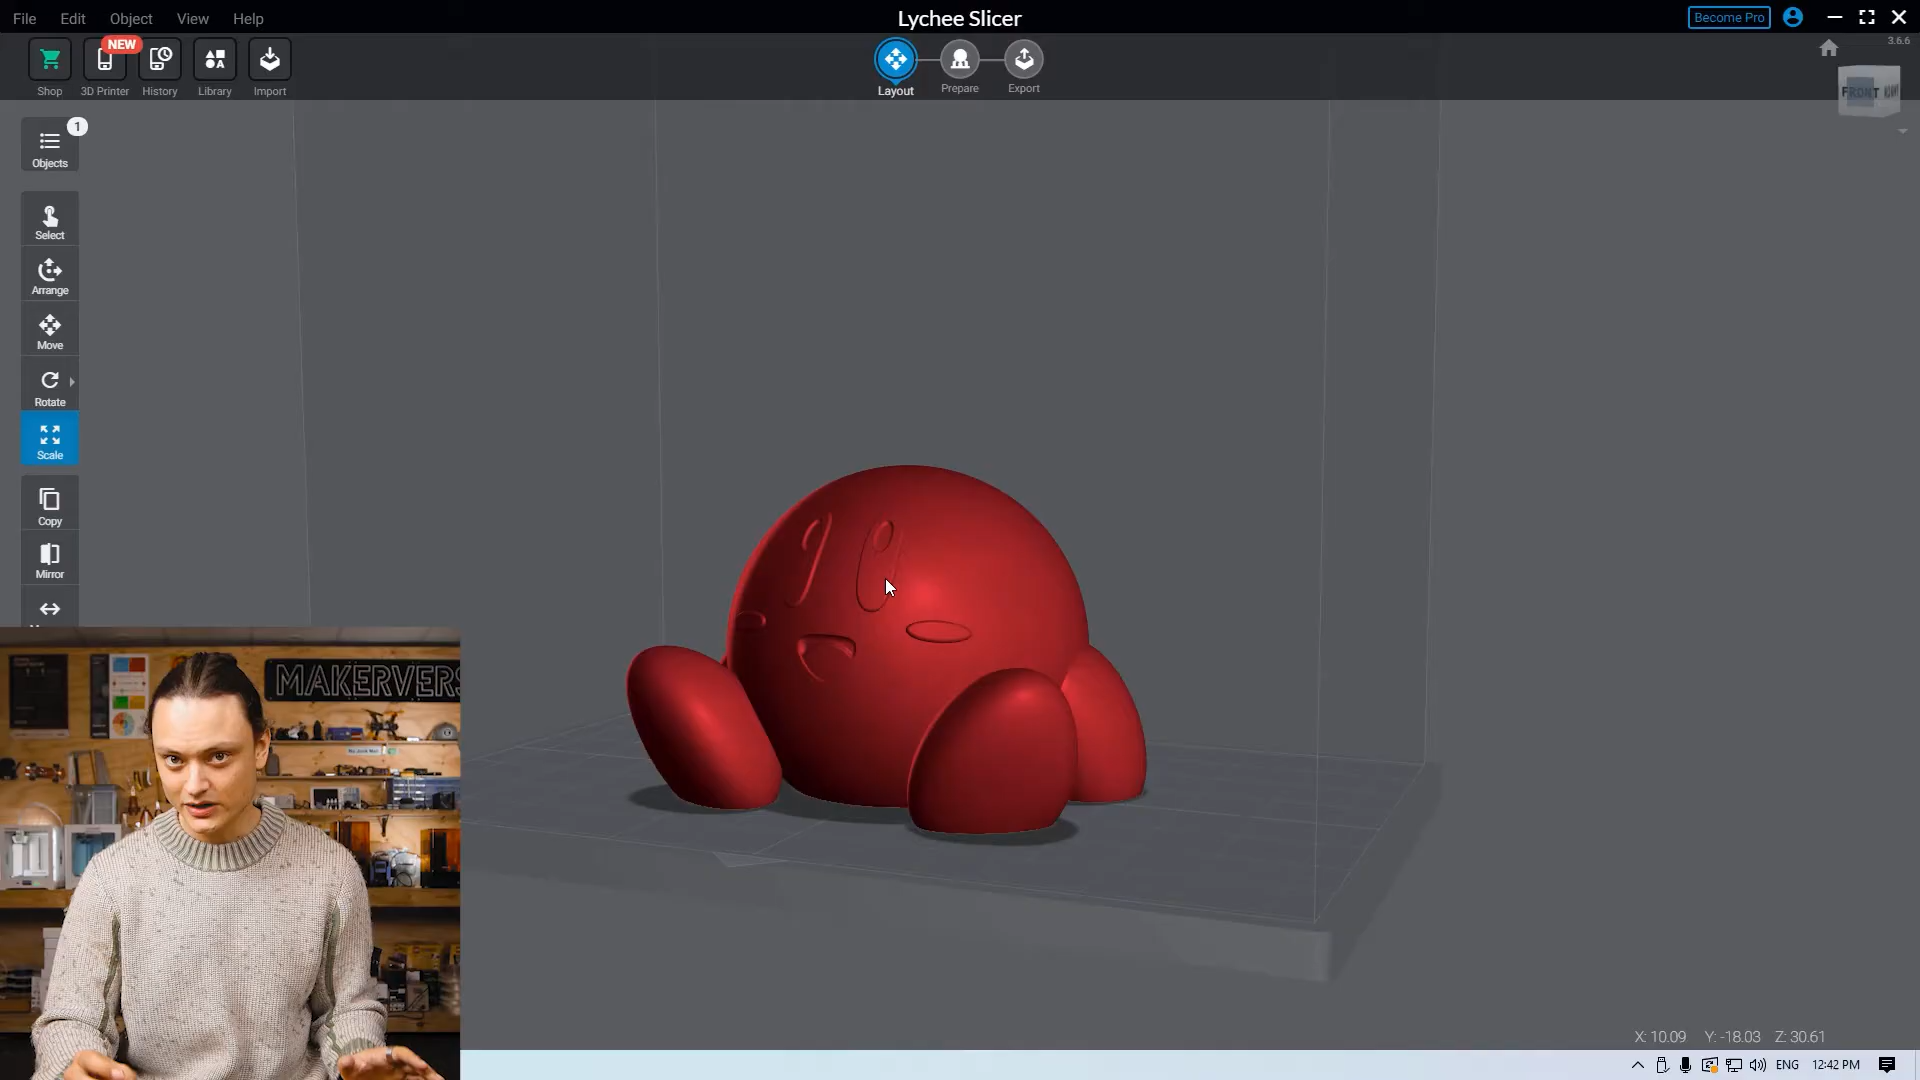 File Edit Object View Help
Lychee Slicer
Become Pro
NEW
Shop 3D Printer History Library Import
Layout Prepare Export
3.6.6
FRONT
1
Objects
Select
Arrange
Move
Rotate
Scale
Copy
Mirror
MAKERVERS
X: 10.09 Y: -18.03 Z: 30.61
ENG 12:42 PM